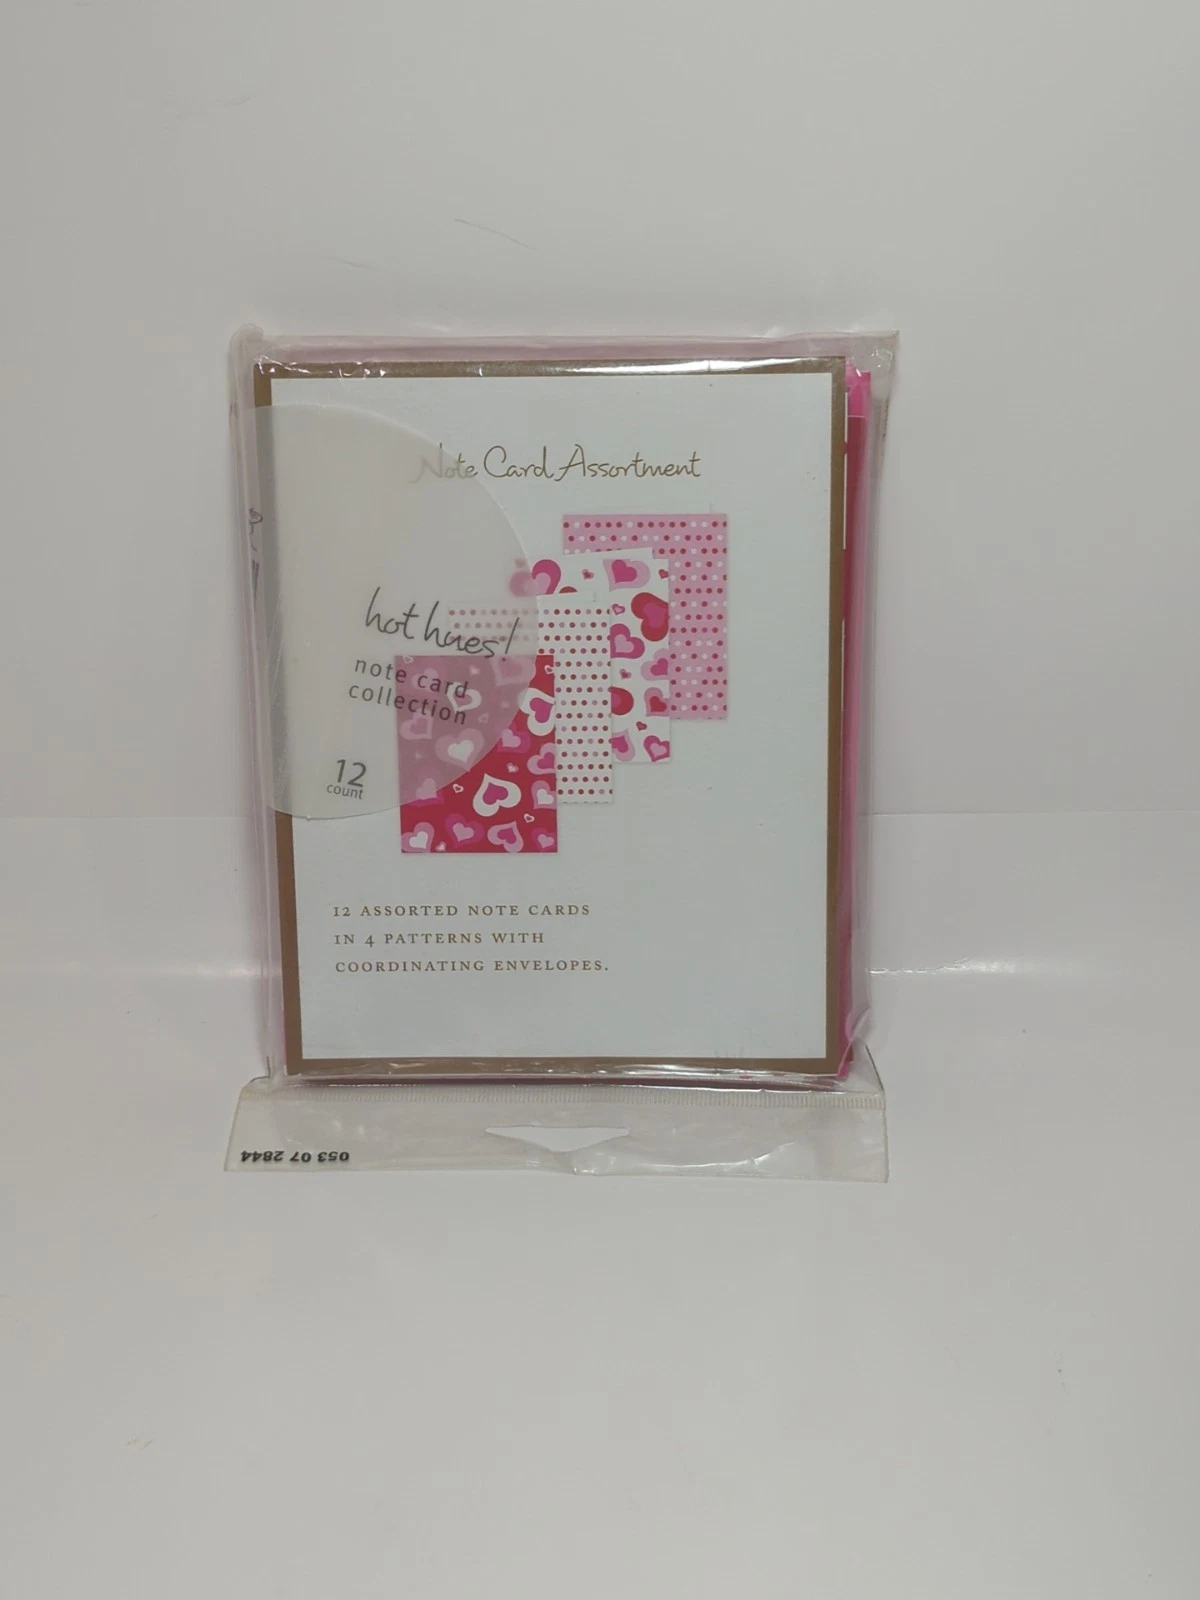 Note Card Assortment
hot hues!
note card
collection
12
count
12 ASSORTED NOTE CARDS
IN 4 PATTERNS WITH
COORDINATING ENVELOPES.
053 07 2844